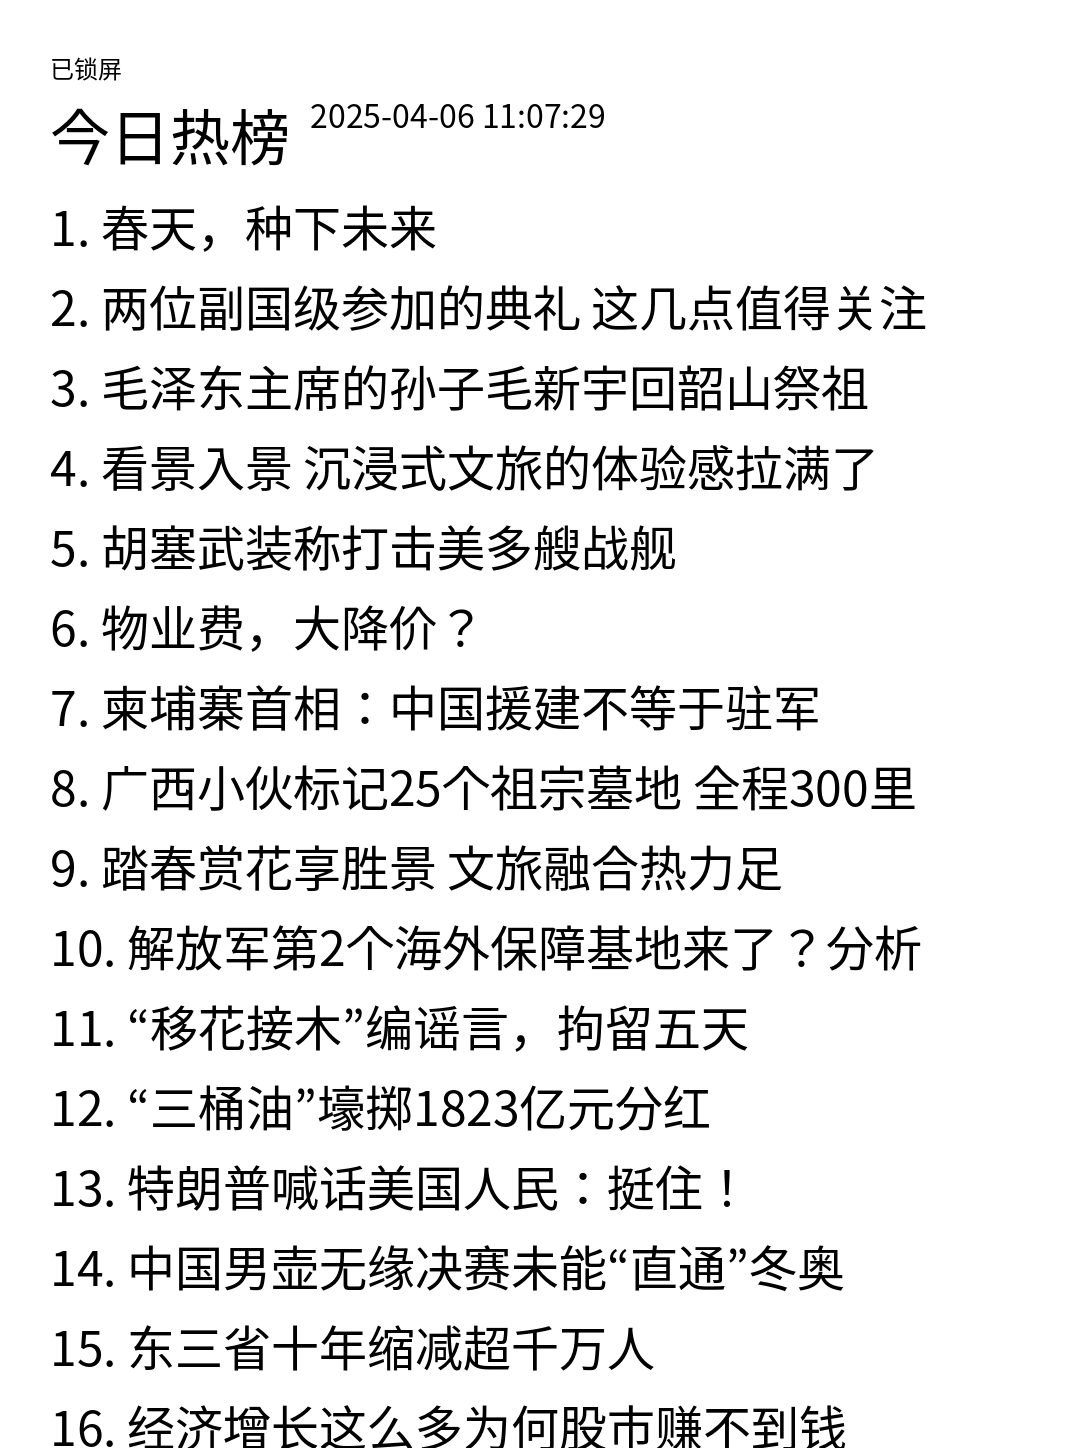 已锁屏
今日热榜 2025-04-06 11:07:29
1. 春天，种下未来
2. 两位副国级参加的典礼 这几点值得关注
3. 毛泽东主席的孙子毛新宇回韶山祭祖
4. 看景入景 沉浸式文旅的体验感拉满了
5. 胡塞武装称打击美多艘战舰
6. 物业费，大降价？
7. 柬埔寨首相：中国援建不等于驻军
8. 广西小伙标记25个祖宗墓地 全程300里
9. 踏春赏花享胜景 文旅融合热力足
10. 解放军第2个海外保障基地来了？分析
11. “移花接木”编谣言，拘留五天
12. “三桶油”壕掷1823亿元分红
13. 特朗普喊话美国人民：挺住！
14. 中国男壶无缘决赛未能“直通”冬奥
15. 东三省十年缩减超千万人
16. 经济增长这么多为何股市赚不到钱